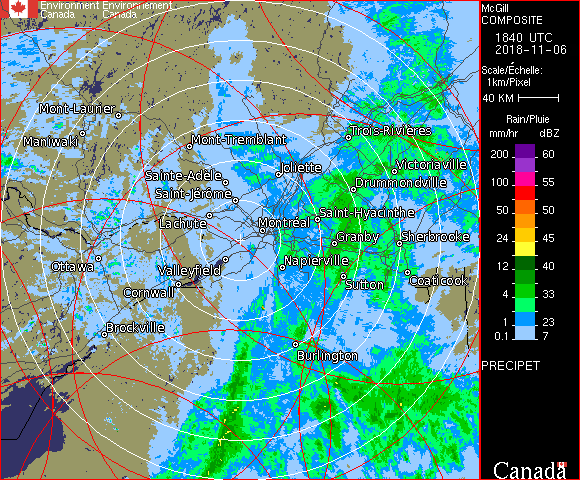 Environment Environnement
Canada Canada
McGill
COMPOSITE
1840 UTC
2018-11-06
Scale/Échelle:
1km/Pixel
40 KM
Rain/Pluie
mm/hr dBZ
200 60
100 55
50 50
24 45
12 40
4 33
1 23
0.1 7
PRECIPET
Mont-Laurier
Maniwaki
Mont-Tremblant
Trois-Rivières
Joliette
Victoriaville
Sainte-Adèle
Drummondville
Saint-Jérôme
Lachute
Saint-Hyacinthe
Montréal
Granby
Sherbrooke
Ottawa
Valleyfield
Napierville
Cornwall
Sutton
Coaticook
Brockville
Burlington
Canada